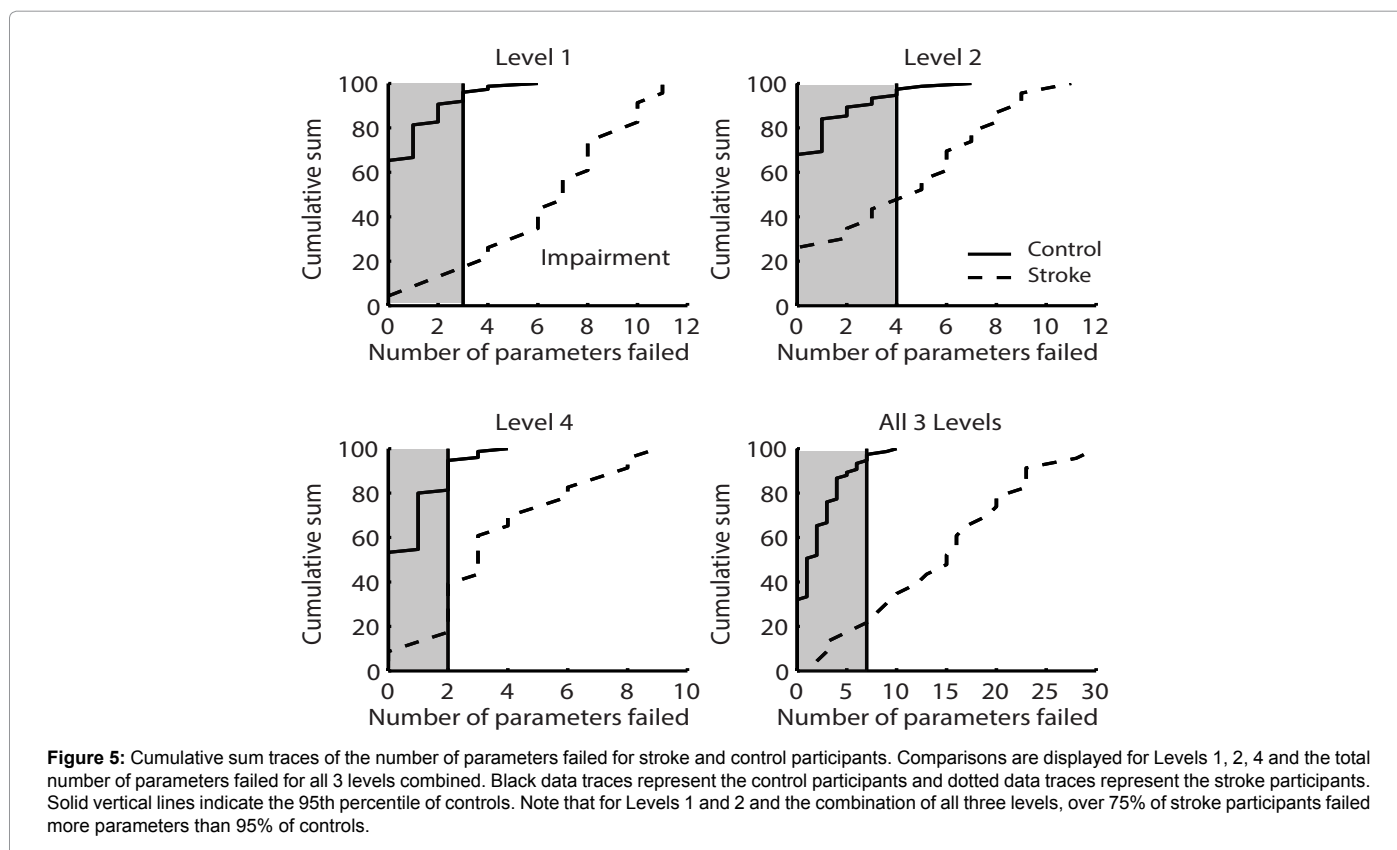 Level 1
100
80
60
40
20
0
Cumulative sum
Impairment
0 2 4 6 8 10 12
Number of parameters failed
Level 2
100
80
60
40
20
0
Cumulative sum
Control
Stroke
0 2 4 6 8 10 12
Number of parameters failed
Level 4
100
80
60
40
20
0
Cumulative sum
0 2 4 6 8 10
Number of parameters failed
All 3 Levels
100
80
60
40
20
0
Cumulative sum
0 5 10 15 20 25 30
Number of parameters failed
Figure 5: Cumulative sum traces of the number of parameters failed for stroke and control participants. Comparisons are displayed for Levels 1, 2, 4 and the total
number of parameters failed for all 3 levels combined. Black data traces represent the control participants and dotted data traces represent the stroke participants.
Solid vertical lines indicate the 95th percentile of controls. Note that for Levels 1 and 2 and the combination of all three levels, over 75% of stroke participants failed
more parameters than 95% of controls.